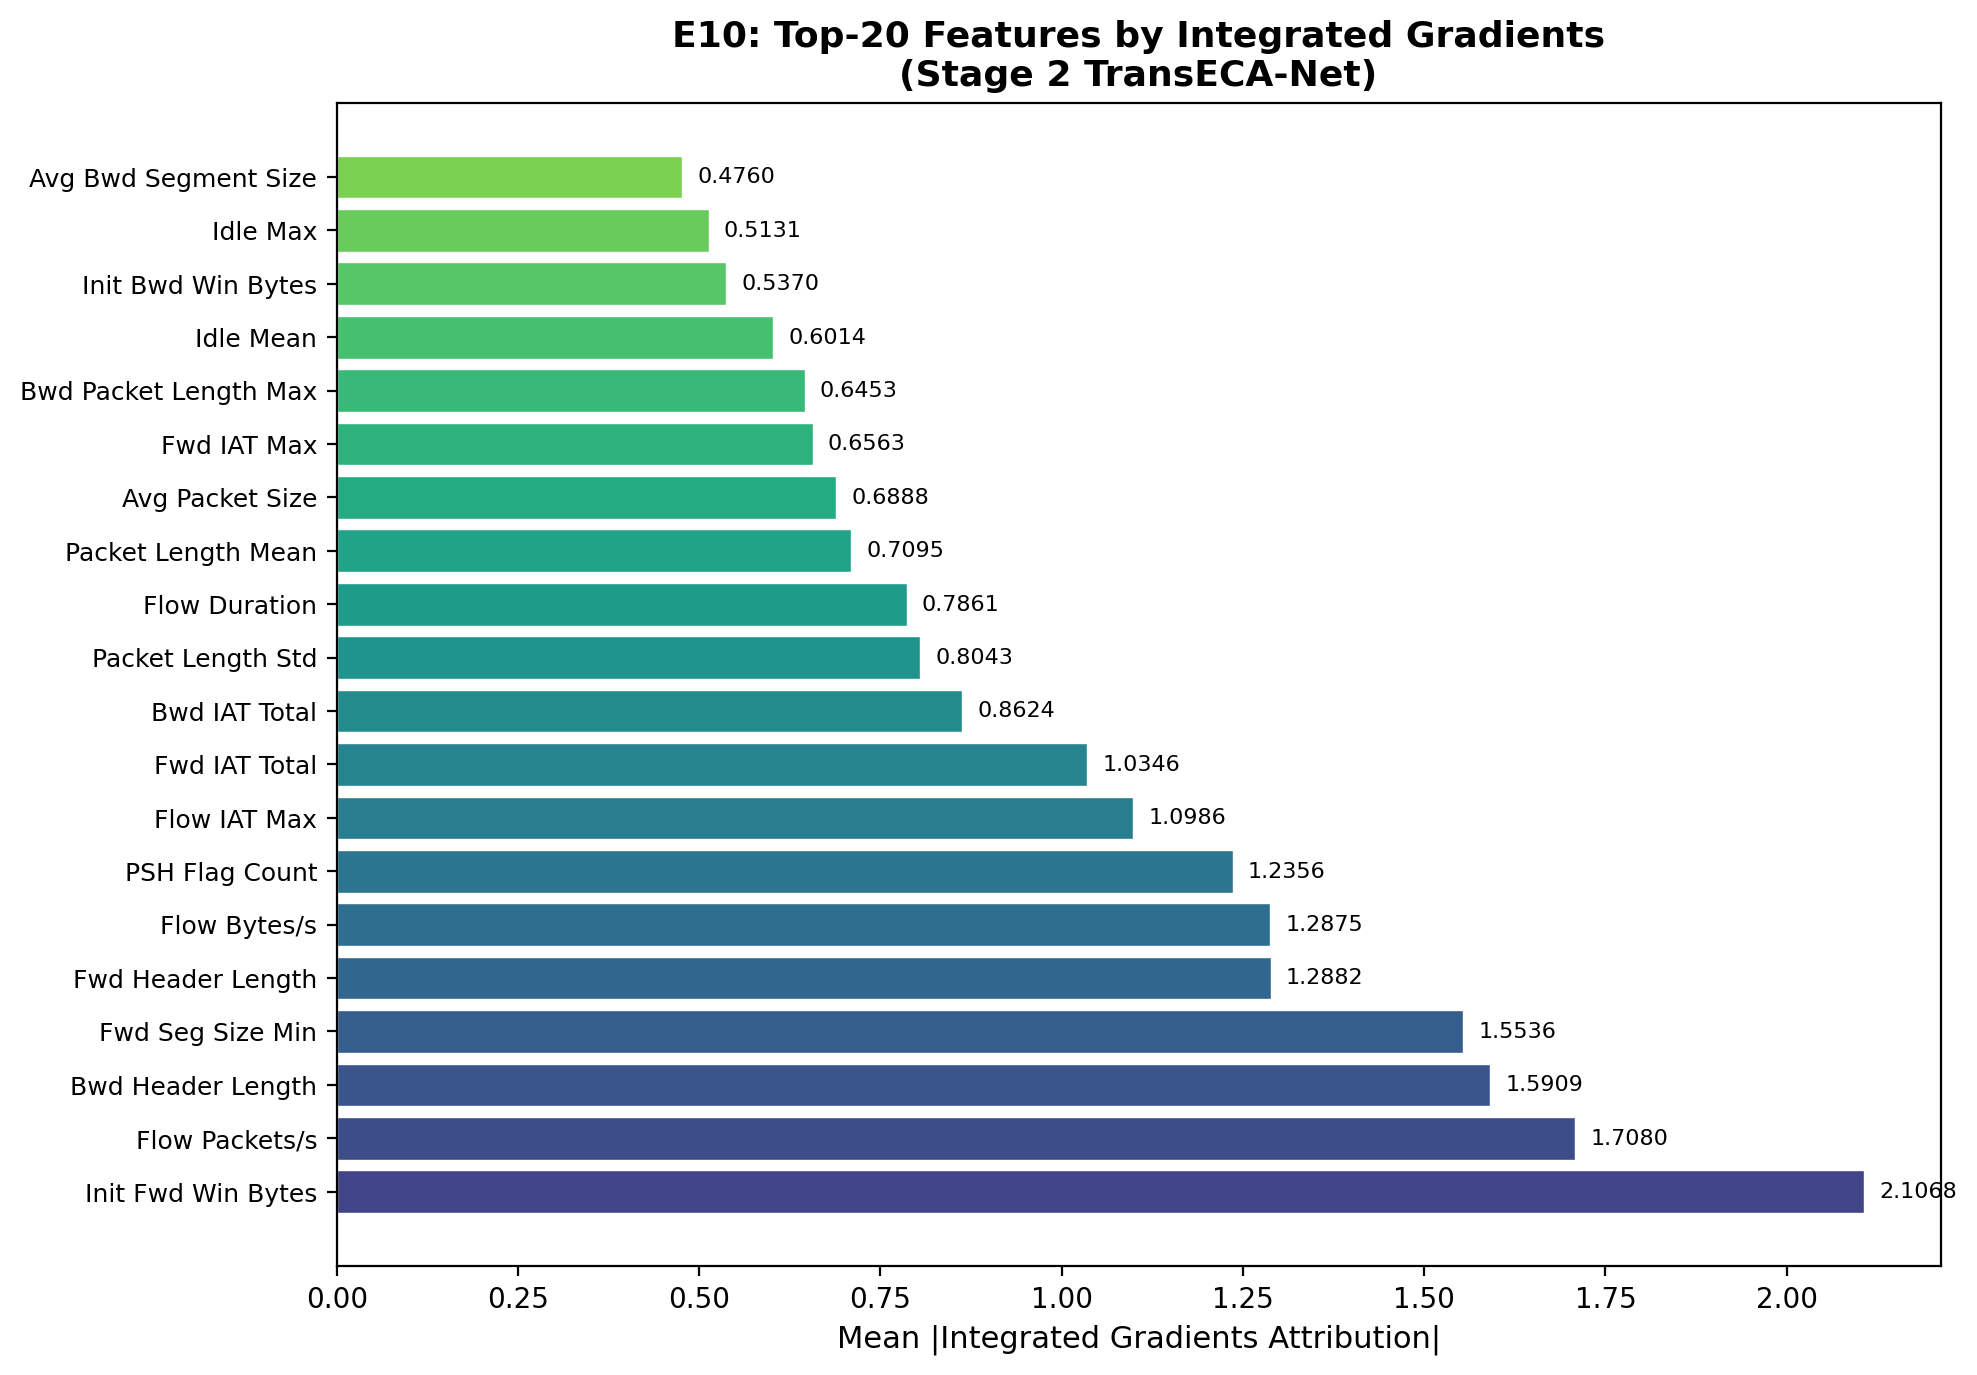 E10: Top-20 Features by Integrated Gradients
(Stage 2 TransECA-Net)
Avg Bwd Segment Size 0.4760
Idle Max 0.5131
Init Bwd Win Bytes 0.5370
Idle Mean 0.6014
Bwd Packet Length Max 0.6453
Fwd IAT Max 0.6563
Avg Packet Size 0.6888
Packet Length Mean 0.7095
Flow Duration 0.7861
Packet Length Std 0.8043
Bwd IAT Total 0.8624
Fwd IAT Total 1.0346
Flow IAT Max 1.0986
PSH Flag Count 1.2356
Flow Bytes/s 1.2875
Fwd Header Length 1.2882
Fwd Seg Size Min 1.5536
Bwd Header Length 1.5909
Flow Packets/s 1.7080
Init Fwd Win Bytes 2.1068
0.00 0.25 0.50 0.75 1.00 1.25 1.50 1.75 2.00
Mean |Integrated Gradients Attribution|